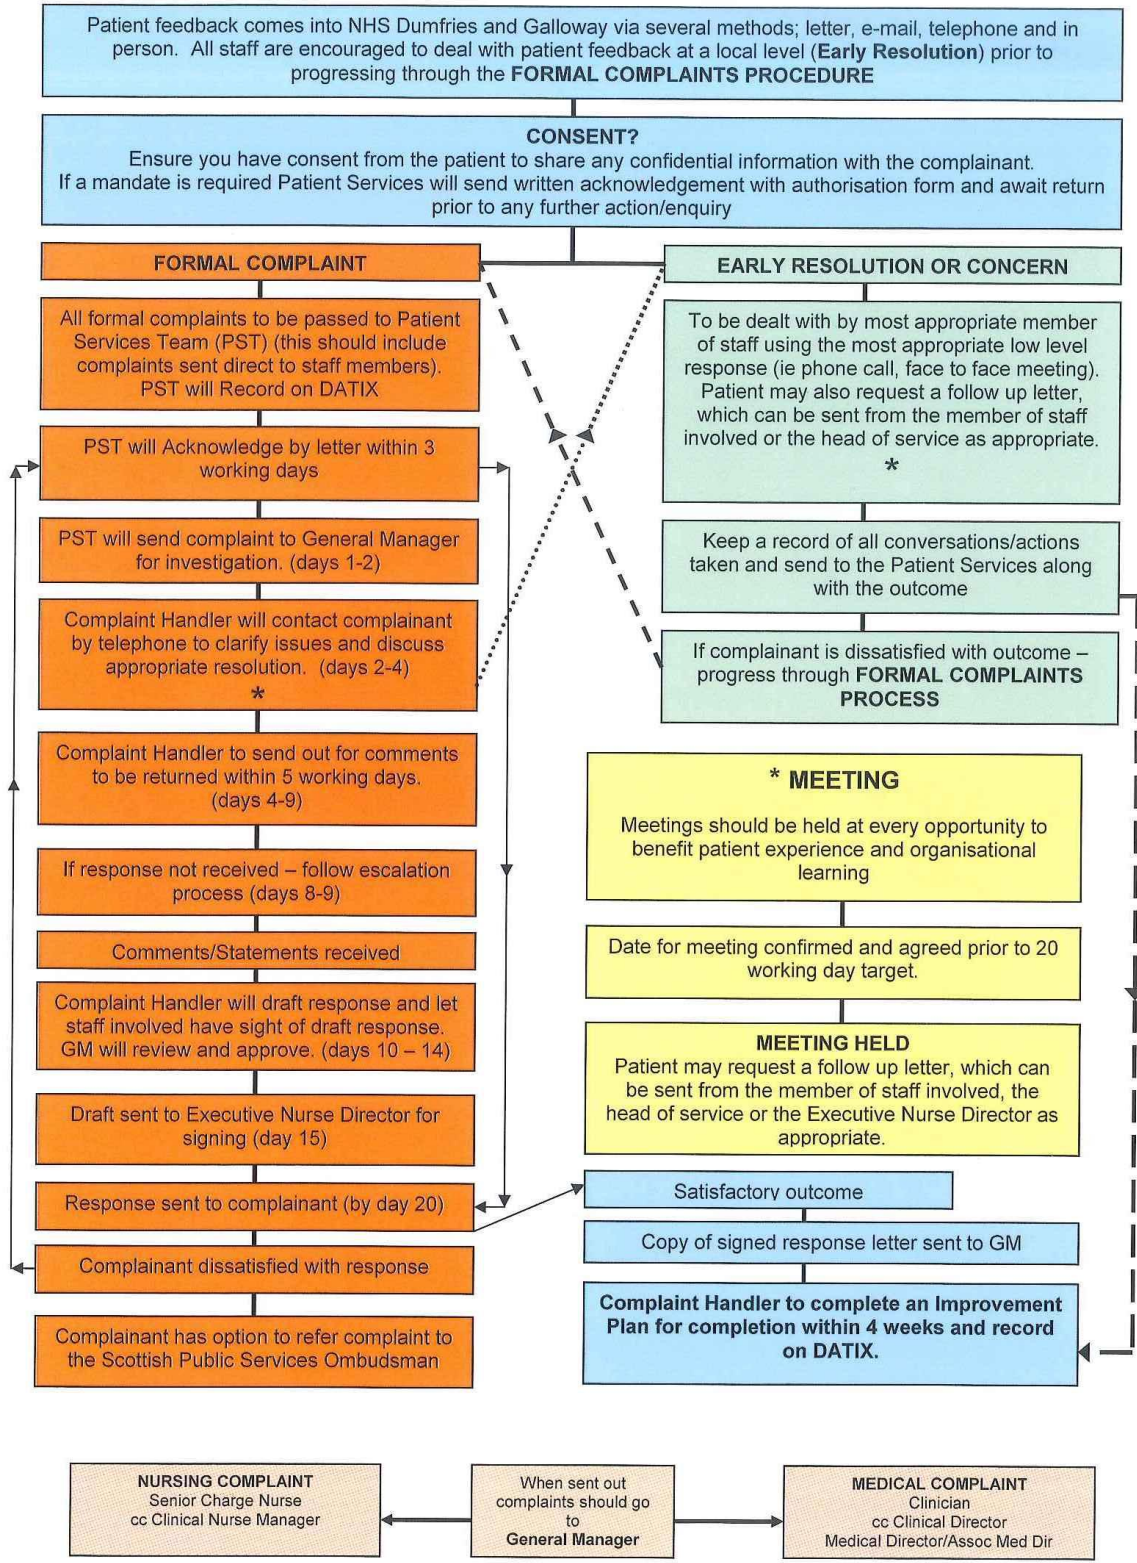 Patient feedback comes into NHS Dumfries and Galloway via several methods; letter, e-mail, telephone and in
person. All staff are encouraged to deal with patient feedback at a local level (Early Resolution) prior to
progressing through the FORMAL COMPLAINTS PROCEDURE
CONSENT?
Ensure you have consent from the patient to share any confidential information with the complainant.
If a mandate is required Patient Services will send written acknowledgement with authorisation form and await return
prior to any further action/enquiry
FORMAL COMPLAINT
All formal complaints to be passed to Patient
Services Team (PST) (this should include
complaints sent direct to staff members).
PST will Record on DATIX
PST will Acknowledge by letter within 3
working days
PST will send complaint to General Manager
for investigation. (days 1-2)
Complaint Handler will contact complainant
by telephone to clarify issues and discuss
appropriate resolution. (days 2-4)
*
Complaint Handler to send out for comments
to be returned within 5 working days.
(days 4-9)
If response not received – follow escalation
process (days 8-9)
Comments/Statements received
Complaint Handler will draft response and let
staff involved have sight of draft response.
GM will review and approve. (days 10 – 14)
Draft sent to Executive Nurse Director for
signing (day 15)
Response sent to complainant (by day 20)
Complainant dissatisfied with response
Complainant has option to refer complaint to
the Scottish Public Services Ombudsman
EARLY RESOLUTION OR CONCERN
To be dealt with by most appropriate member
of staff using the most appropriate low level
response (ie phone call, face to face meeting).
Patient may also request a follow up letter,
which can be sent from the member of staff
involved or the head of service as appropriate.
*
Keep a record of all conversations/actions
taken and send to the Patient Services along
with the outcome
If complainant is dissatisfied with outcome –
progress through FORMAL COMPLAINTS
PROCESS
* MEETING
Meetings should be held at every opportunity to
benefit patient experience and organisational
learning
Date for meeting confirmed and agreed prior to 20
working day target.
MEETING HELD
Patient may request a follow up letter, which can
be sent from the member of staff involved, the
head of service or the Executive Nurse Director as
appropriate.
Satisfactory outcome
Copy of signed response letter sent to GM
Complaint Handler to complete an Improvement
Plan for completion within 4 weeks and record
on DATIX.
NURSING COMPLAINT
Senior Charge Nurse
cc Clinical Nurse Manager
When sent out
complaints should go
to
General Manager
MEDICAL COMPLAINT
Clinician
cc Clinical Director
Medical Director/Assoc Med Dir